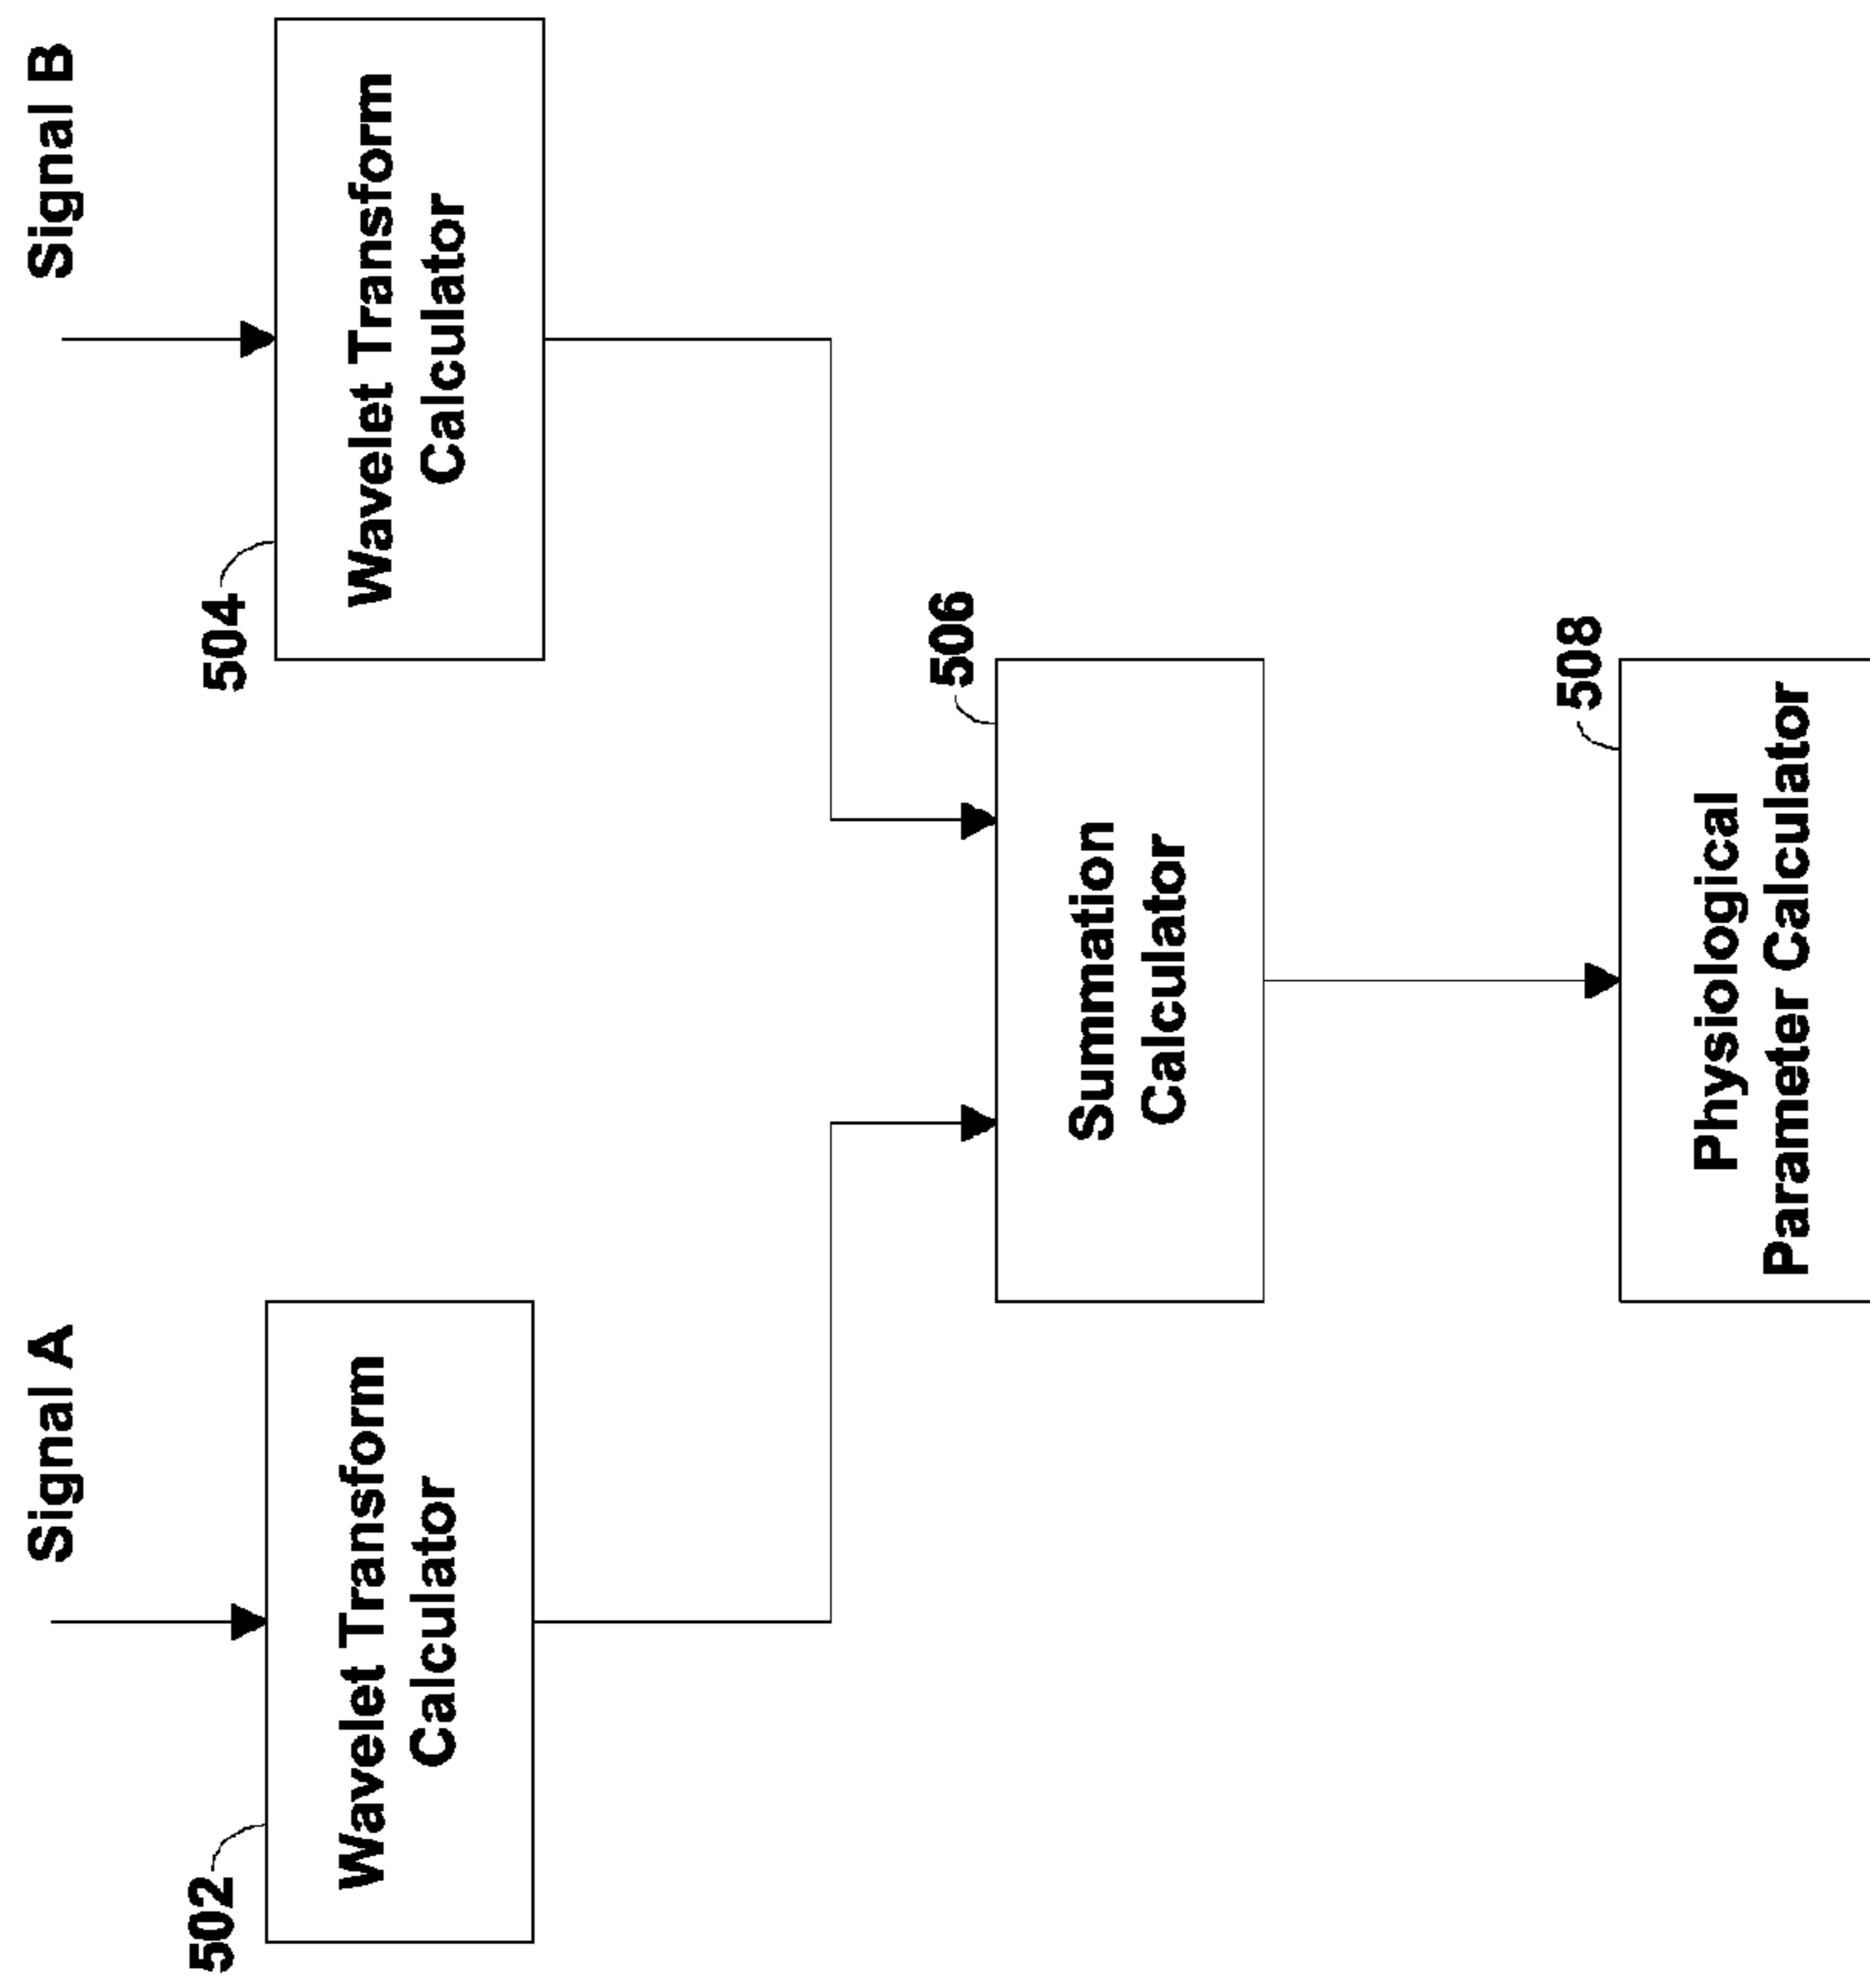 Signal A
Signal B
502
Wavelet Transform
Calculator
504
Wavelet Transform
Calculator
506
Summation
Calculator
508
Physiological
Parameter Calculator